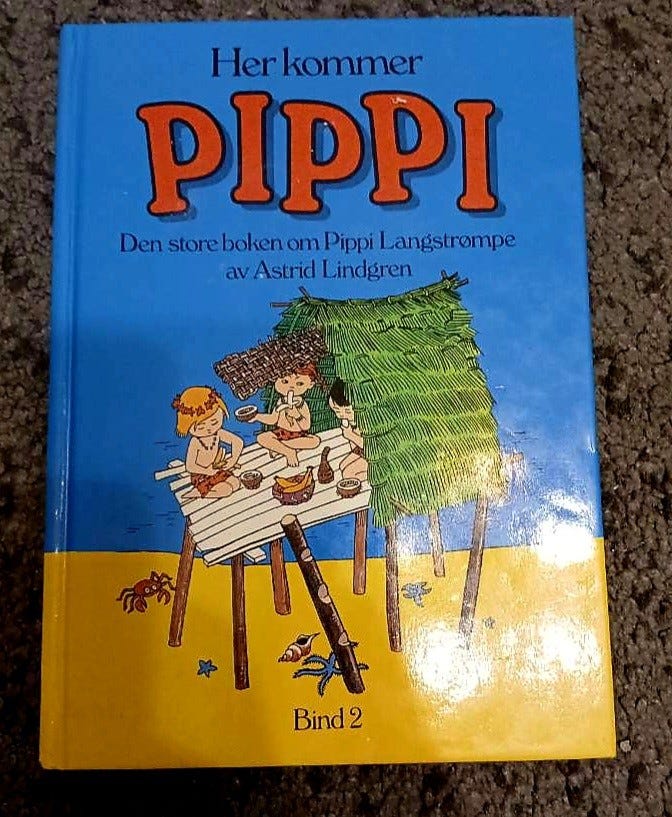 Her kommer
PIPPI
Den store boken om Pippi Langstrømpe
av Astrid Lindgren
Bind 2